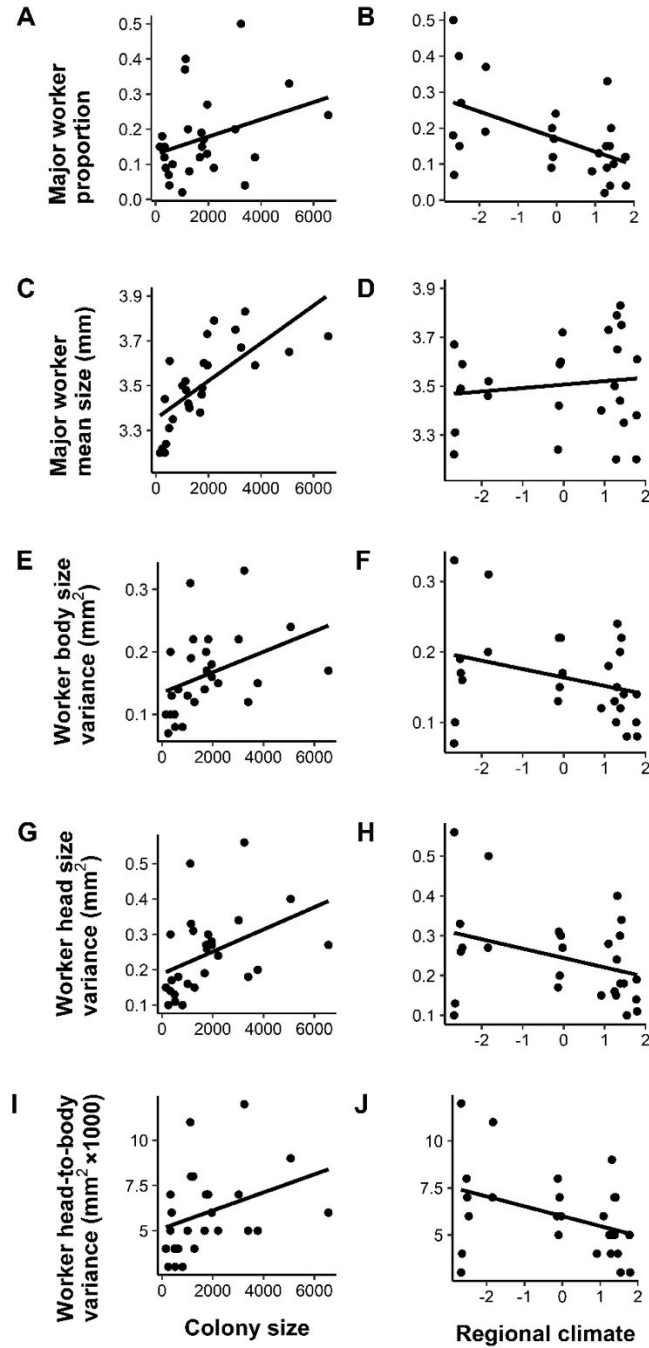 A
Major worker
proportion
0.5
0.4
0.3
0.2
0.1
0.0
0 2000 4000 6000
B
0.5
0.4
0.3
0.2
0.1
0.0
-2 -1 0 1 2
C
Major worker
mean size (mm)
3.9
3.7
3.5
3.3
0 2000 4000 6000
D
3.9
3.7
3.5
3.3
-2 -1 0 1 2
E
Worker body size
variance (mm²)
0.3
0.2
0.1
0 2000 4000 6000
F
0.3
0.2
0.1
-2 -1 0 1 2
G
Worker head size
variance (mm²)
0.5
0.4
0.3
0.2
0.1
0 2000 4000 6000
H
0.5
0.4
0.3
0.2
0.1
-2 -1 0 1 2
I
Worker head-to-body
variance (mm² ×1000)
10
7.5
5
0 2000 4000 6000
Colony size
J
10
7.5
5
-2 -1 0 1 2
Regional climate